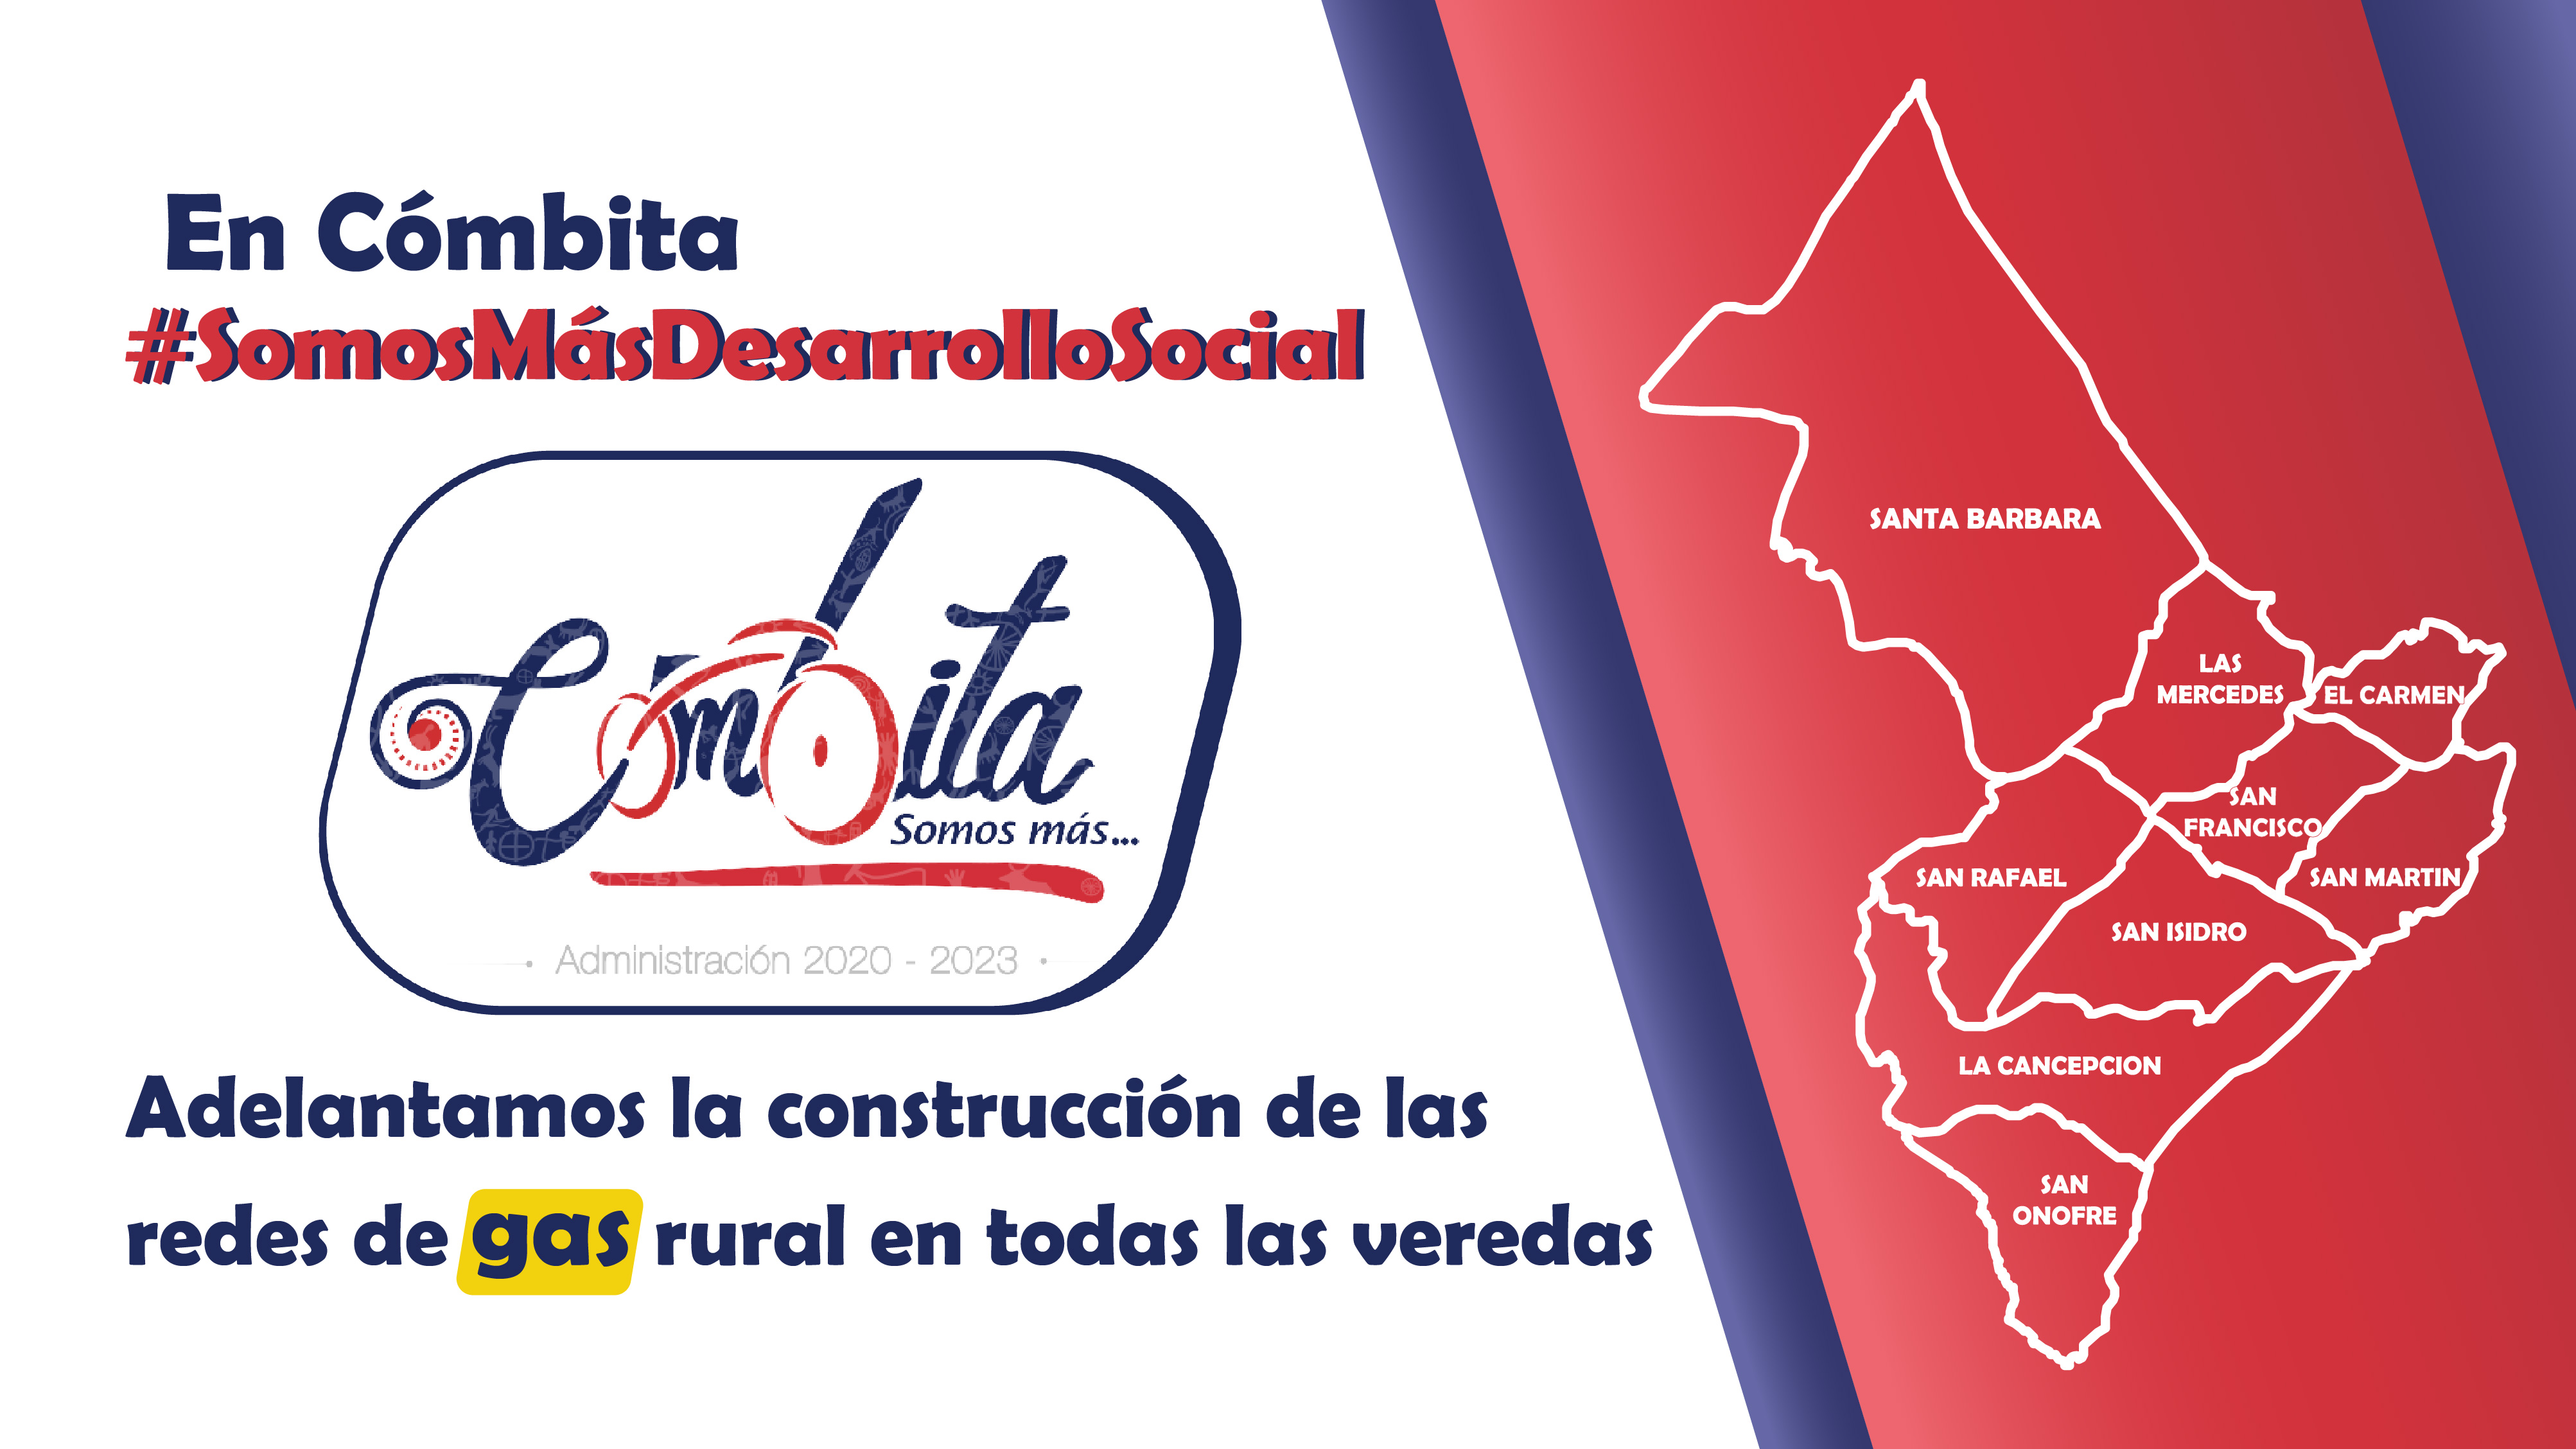 En Cómbita
#SomosMásDesarrolloSocial
Combita
Somos más...
Administración 2020 - 2023
Adelantamos la construcción de las
redes de gas rural en todas las veredas
SANTA BARBARA
LAS
MERCEDES
EL CARMEN
SAN
FRANCISCO
SAN RAFAEL
SAN MARTIN
SAN ISIDRO
LA CANCEPCION
SAN
ONOFRE